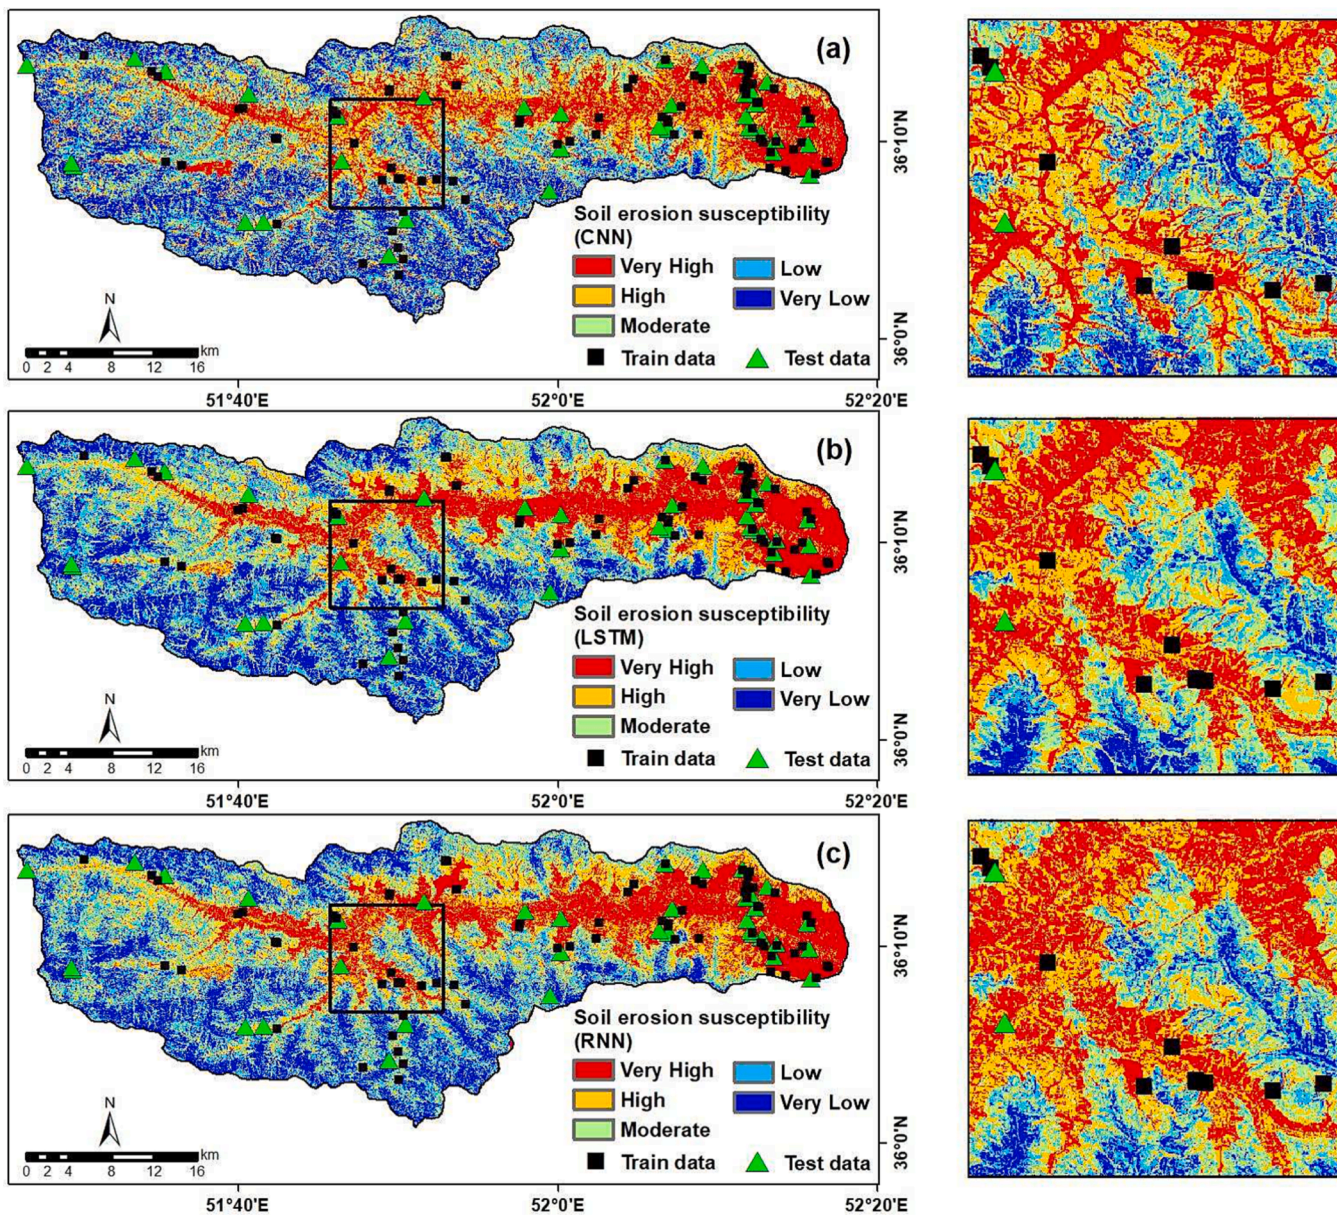 (a)
36°10'N
Soil erosion susceptibility
(CNN)
Very High
Low
High
Very Low
Moderate
Train data
Test data
N
km
0 2 4 8 12 16
36°0'N
51°40'E 52°0'E 52°20'E
(b)
36°10'N
Soil erosion susceptibility
(LSTM)
Very High
Low
High
Very Low
Moderate
Train data
Test data
N
km
0 2 4 8 12 16
36°0'N
51°40'E 52°0'E 52°20'E
(c)
36°10'N
Soil erosion susceptibility
(RNN)
Very High
Low
High
Very Low
Moderate
Train data
Test data
N
km
0 2 4 8 12 16
36°0'N
51°40'E 52°0'E 52°20'E